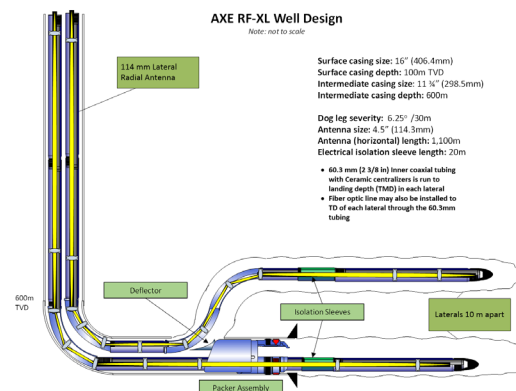 AXE RF-XL Well Design
Note: not to scale
114 mm Lateral
Radial Antenna
Surface casing size: 16” (406.4mm)
Surface casing depth: 100m TVD
Intermediate casing size: 11 ¾” (298.5mm)
Intermediate casing depth: 600m
Dog leg severity: 6.25° /30m
Antenna size: 4.5” (114.3mm)
Antenna (horizontal) length: 1,100m
Electrical isolation sleeve length: 20m
• 60.3 mm (2 3/8 in) Inner coaxial tubing
with Ceramic centralizers is run to
landing depth (TMD) in each lateral
• Fiber optic line may also be installed to
TD of each lateral through the 60.3mm
tubing
600m
TVD
Deflector
Isolation Sleeves
Laterals 10 m apart
Packer Assembly